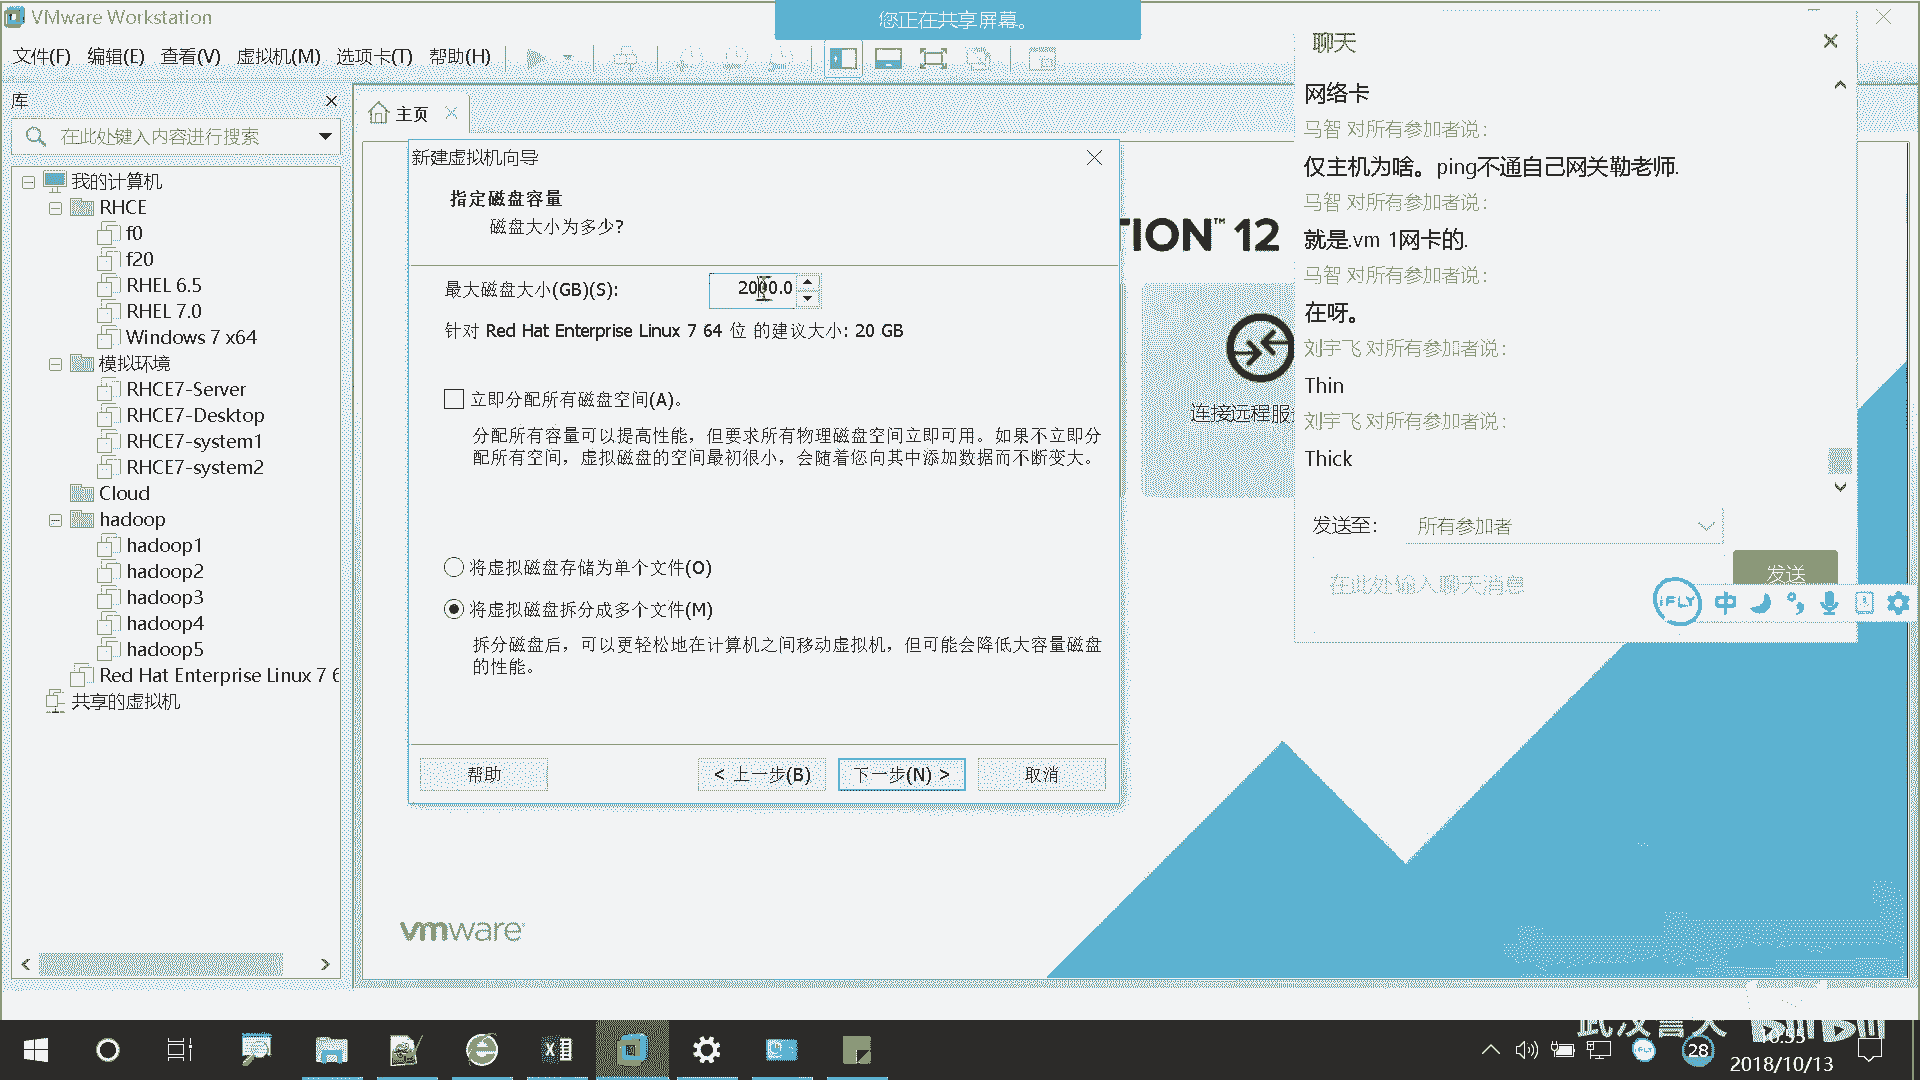 VMware Workstation
您正在共享屏幕。
文件(F) 编辑(E) 查看(V) 虚拟机(M) 选项卡(T) 帮助(H)
库
在此处键入内容进行搜索
我的计算机
RHCE
f0
f20
RHEL 6.5
RHEL 7.0
Windows 7 x64
模拟环境
RHCE7-Server
RHCE7-Desktop
RHCE7-system1
RHCE7-system2
Cloud
hadoop
hadoop1
hadoop2
hadoop3
hadoop4
hadoop5
Red Hat Enterprise Linux 7 6
共享的虚拟机
主页
TION™ 12
连接远程服
vmware
新建虚拟机向导
指定磁盘容量
磁盘大小为多少?
最大磁盘大小(GB)(S): 2000.0
针对 Red Hat Enterprise Linux 7 64 位 的建议大小: 20 GB
立即分配所有磁盘空间(A)。
分配所有容量可以提高性能，但要求所有物理磁盘空间立即可用。如果不立即分
配所有空间，虚拟磁盘的空间最初很小，会随着您向其中添加数据而不断变大。
将虚拟磁盘存储为单个文件(O)
将虚拟磁盘拆分成多个文件(M)
拆分磁盘后，可以更轻松地在计算机之间移动虚拟机，但可能会降低大容量磁盘
的性能。
帮助 < 上一步(B) 下一步(N) > 取消
聊天
网络卡
马智 对所有参加者说:
仅主机为啥。ping不通自己网关勒老师.
马智 对所有参加者说:
就是.vm 1网卡的.
马智 对所有参加者说:
在呀。
刘宇飞 对所有参加者说:
Thin
刘宇飞 对所有参加者说:
Thick
发送至: 所有参加者
在此处输入聊天消息
发送
iFLY 中
28
2018/10/13